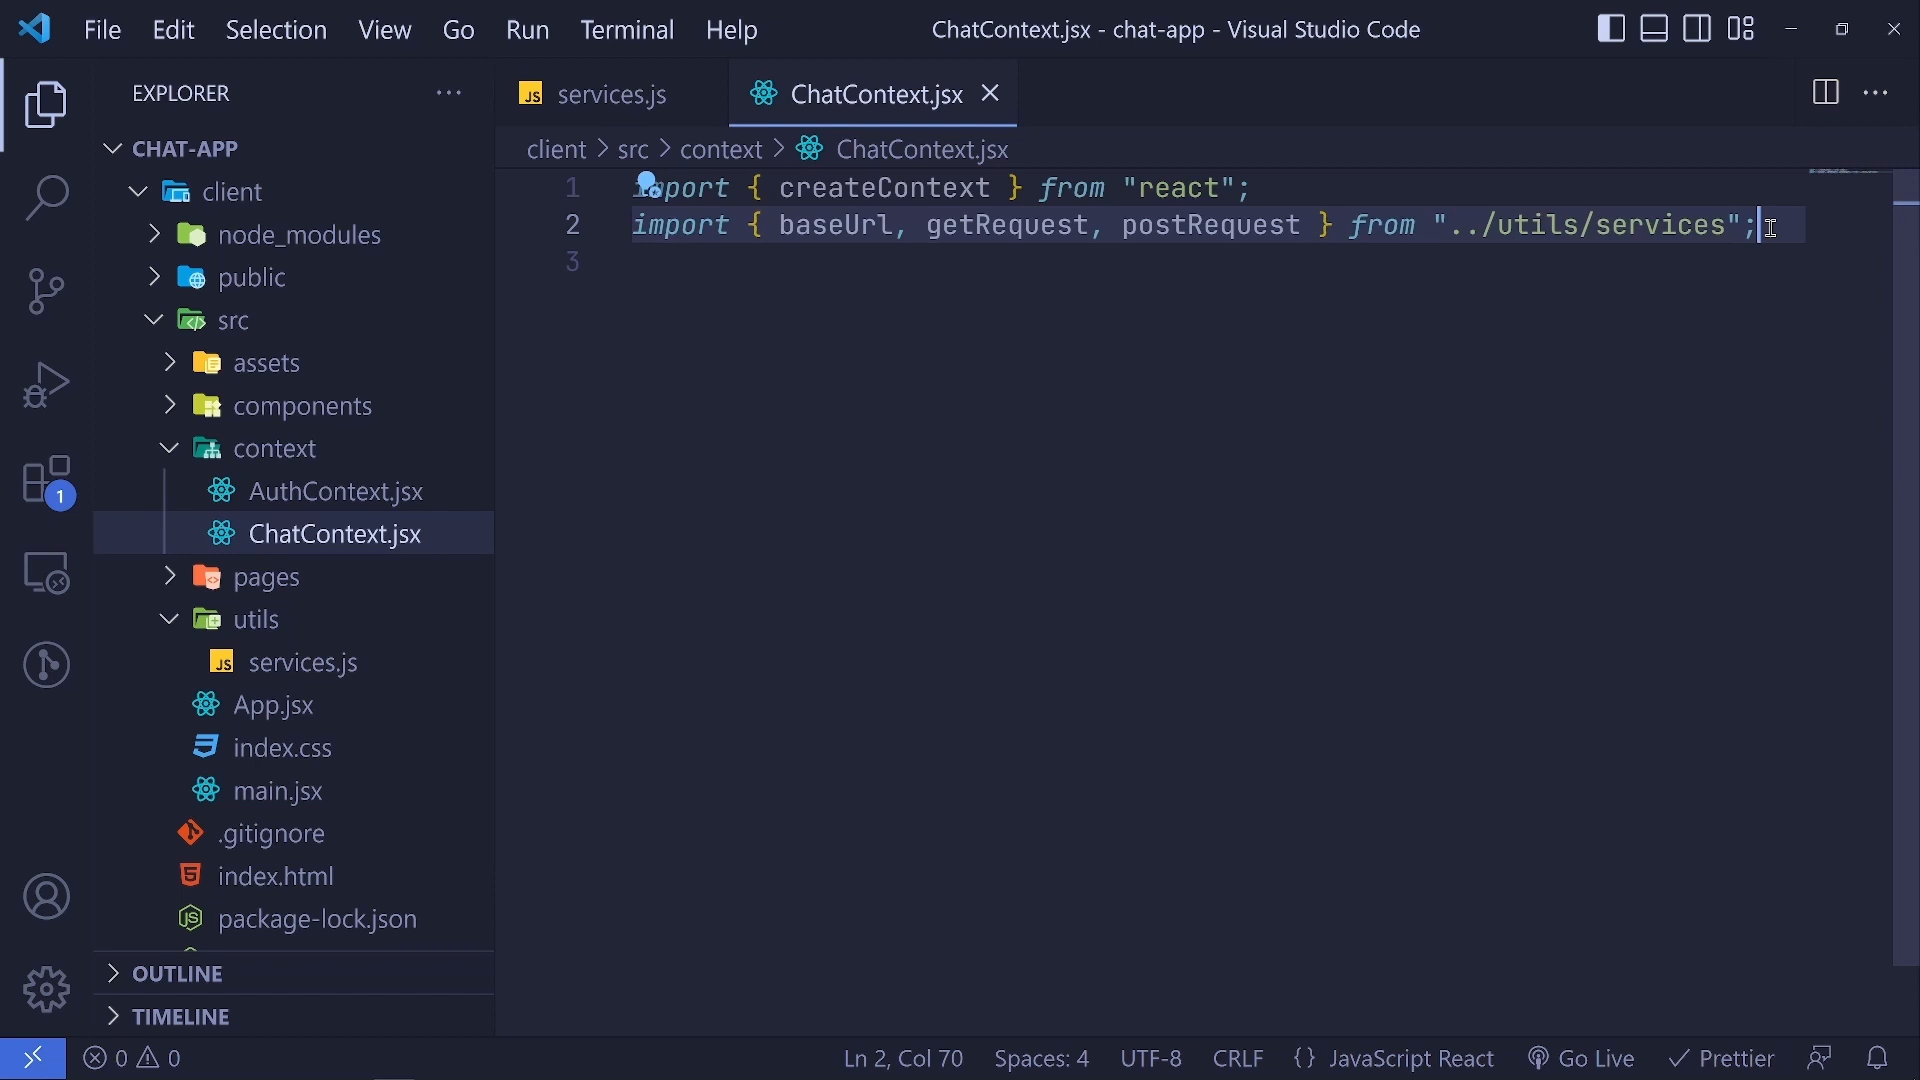 File Edit Selection View Go Run Terminal Help
ChatContext.jsx - chat-app - Visual Studio Code
EXPLORER
CHAT-APP
client
node_modules
public
src
assets
components
context
AuthContext.jsx
ChatContext.jsx
pages
utils
JS services.js
App.jsx
index.css
main.jsx
.gitignore
index.html
package-lock.json
OUTLINE
TIMELINE
1
JS services.js
ChatContext.jsx
client > src > context > ChatContext.jsx
1 import { createContext } from "react";
2 import { baseUrl, getRequest, postRequest } from "../utils/services";
3
0 0
Ln 2, Col 70 Spaces: 4 UTF-8 CRLF {} JavaScript React Go Live Prettier